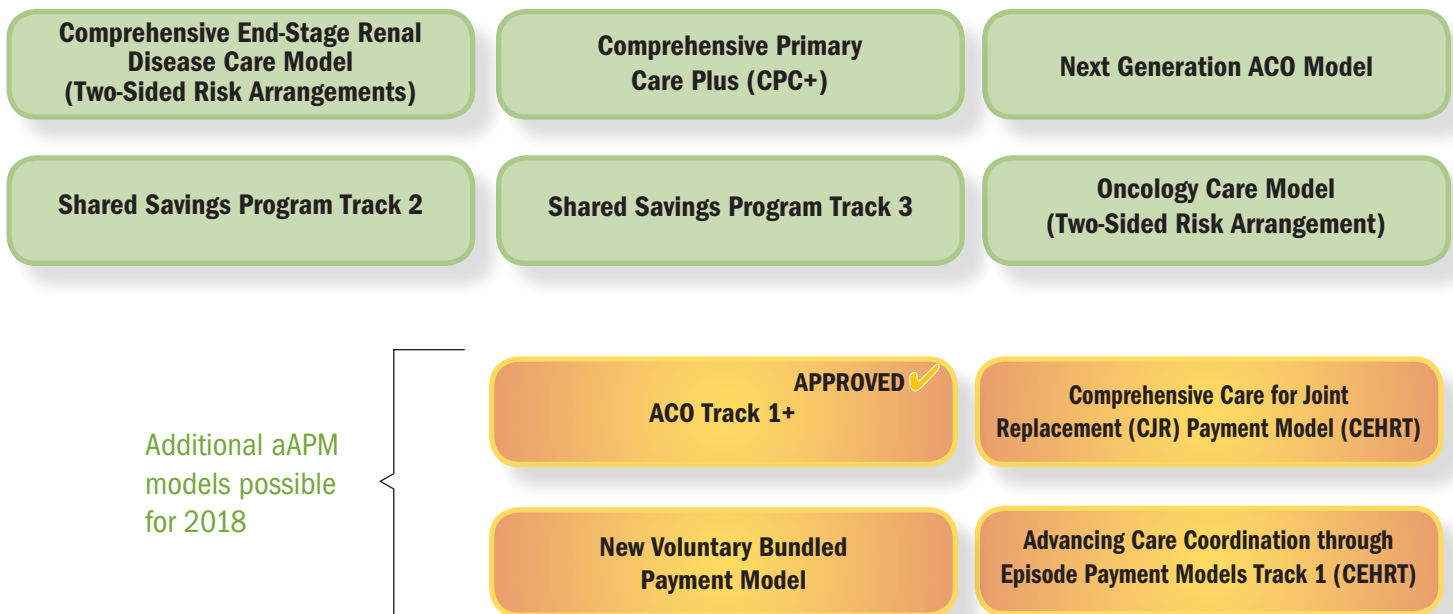 Comprehensive End-Stage Renal
Disease Care Model
(Two-Sided Risk Arrangements)
Comprehensive Primary
Care Plus (CPC+)
Next Generation ACO Model
Shared Savings Program Track 2
Shared Savings Program Track 3
Oncology Care Model
(Two-Sided Risk Arrangement)
Additional aAPM
models possible
for 2018
APPROVED
ACO Track 1+
Comprehensive Care for Joint
Replacement (CJR) Payment Model (CEHRT)
New Voluntary Bundled
Payment Model
Advancing Care Coordination through
Episode Payment Models Track 1 (CEHRT)